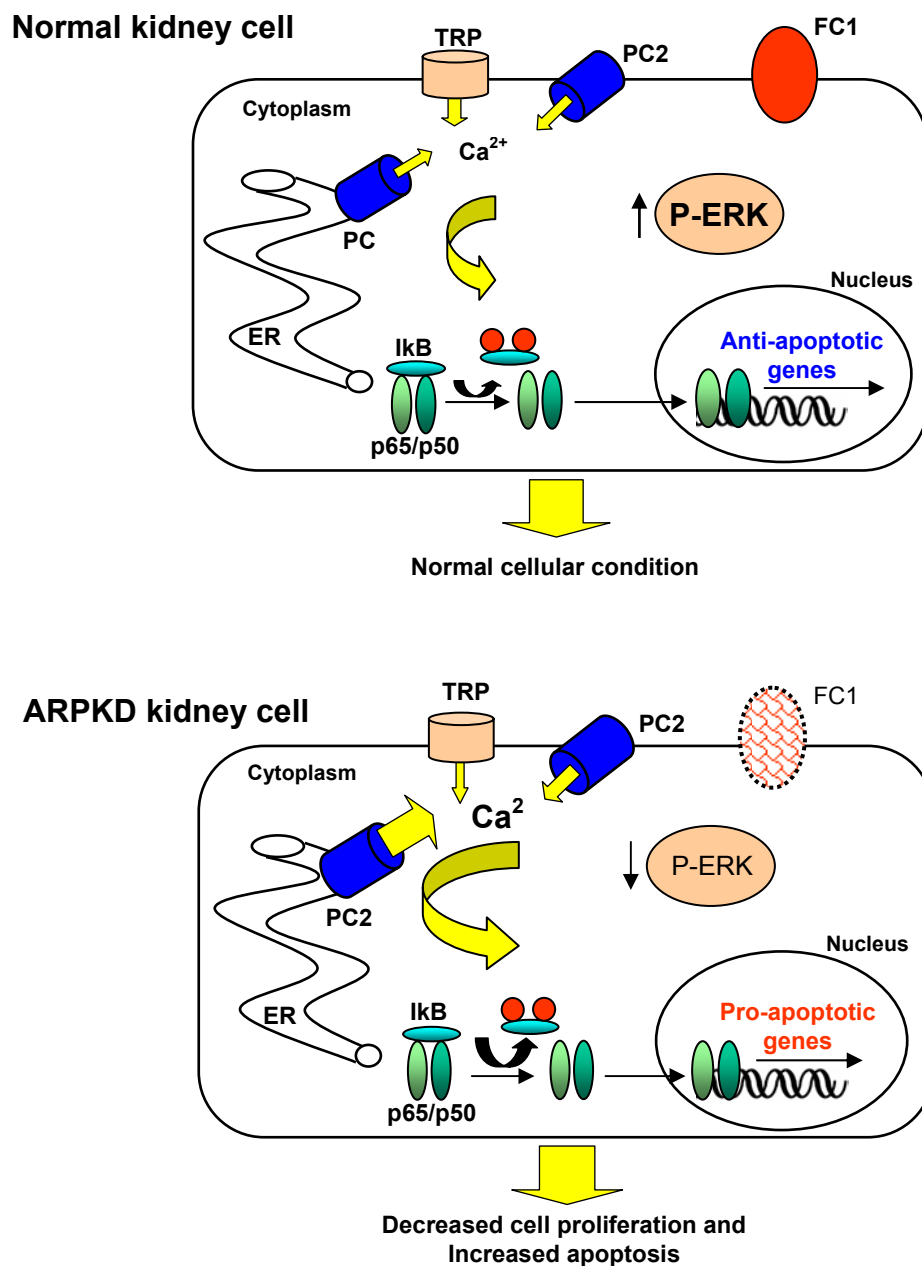 Normal kidney cell
TRP
PC2
FC1
Cytoplasm
Ca2+
PC
P-ERK
Nucleus
ER
IkB
Anti-apoptotic
genes
p65/p50
Normal cellular condition
ARPKD kidney cell
TRP
PC2
FC1
Cytoplasm
Ca2
P-ERK
PC2
Nucleus
ER
IkB
Pro-apoptotic
genes
p65/p50
Decreased cell proliferation and
Increased apoptosis